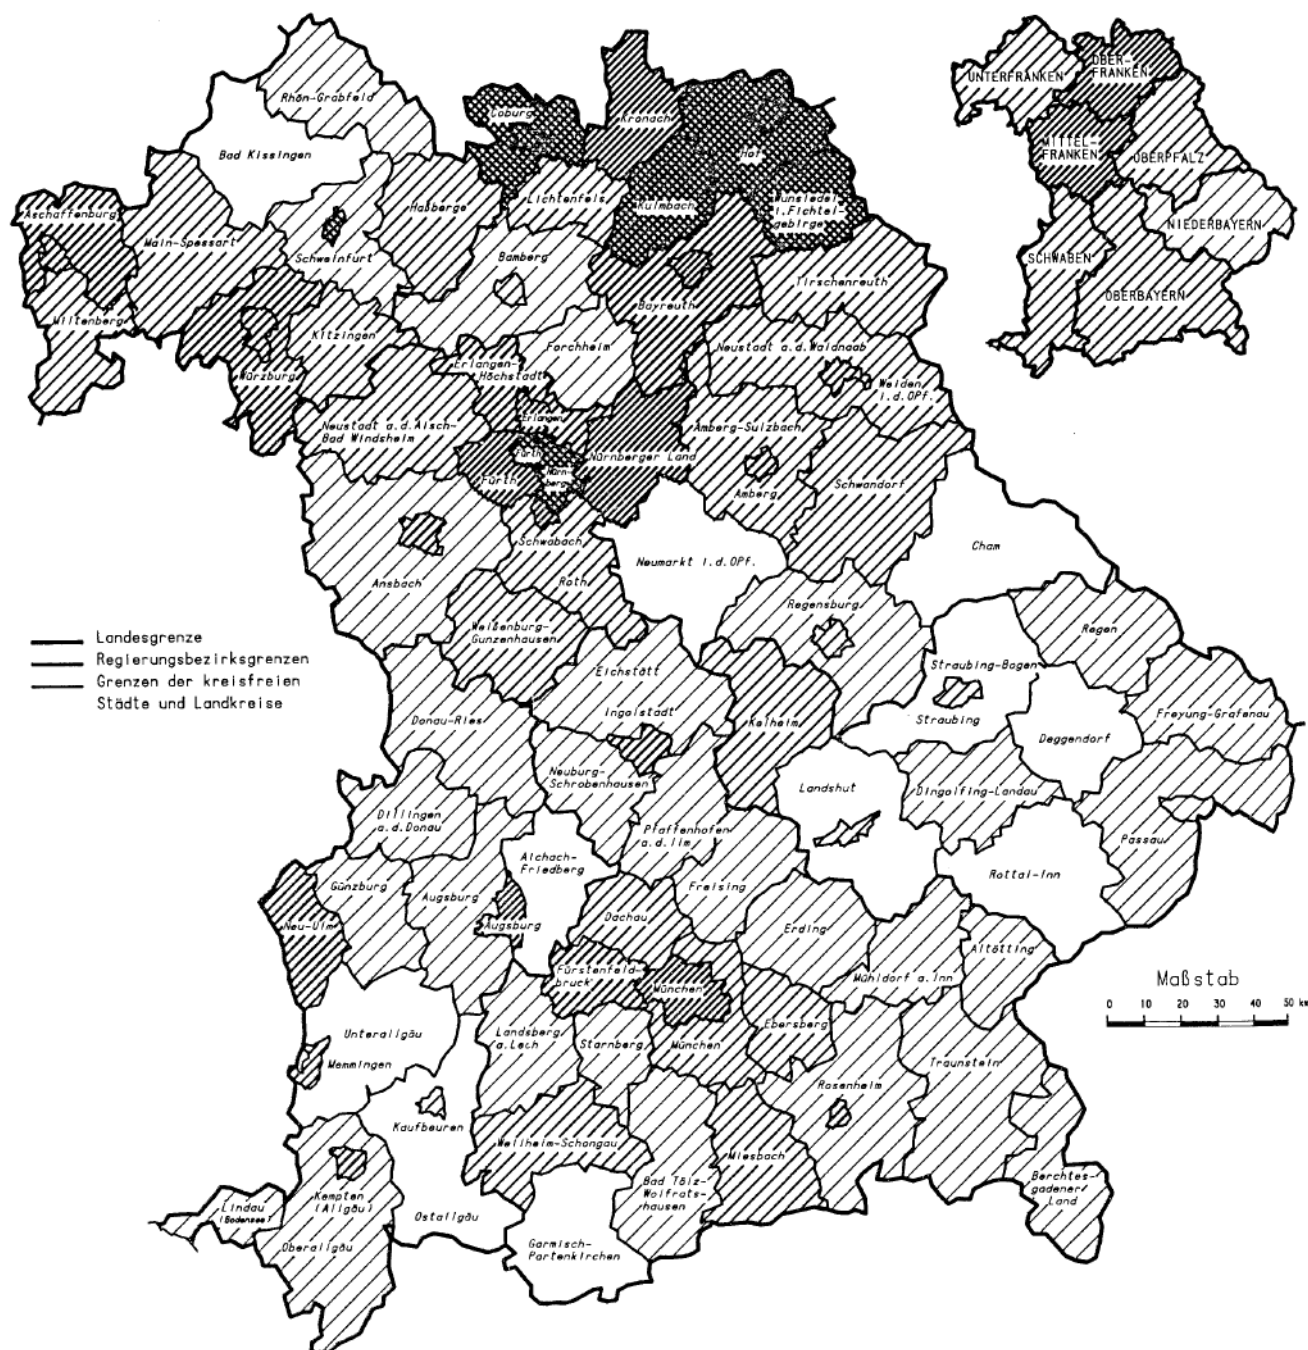 UNTERFRANKEN
OBER-
FRANKEN
MITTEL-
FRANKEN
OBERPFALZ
NIEDERBAYERN
SCHWABEN
OBERBAYERN
Rhön-Grabfeld
Bad Kissingen
Coburg
Kronach
Hof
Aschaffenburg
Main-Spessart
Schweinfurt
Haßberge
Lichtenfels
Kulmbach
Wunsiedel
i.Fichtel-
gebirge
Bamberg
Tirschenreuth
Bayreuth
Miltenberg
Kitzingen
Würzburg
Forchheim
Erlangen-
Höchstadt
Neustadt a.d.Waldnaab
Weiden
i.d.OPf.
Neustadt a.d.Aisch-
Bad Windsheim
Erlangen
Amberg-Sulzbach
Fürth
Nürnberger Land
Fürth
Nürn-
berg
Amberg
Schwandorf
Schwabach
Neumarkt i.d.OPf.
Cham
Ansbach
Roth
Regensburg
Weißenburg-
Gunzenhausen
Regen
Landesgrenze
Regierungsbezirksgrenzen
Grenzen der kreisfreien
Städte und Landkreise
Eichstätt
Straubing-Bogen
Donau-Ries
Ingolstadt
Kelheim
Straubing
Freyung-Grafenau
Deggendorf
Neuburg-
Schrobenhausen
Landshut
Dingolfing-Landau
Dillingen
a.d.Donau
Pfaffenhofen
a.d.Ilm
Passau
Aichach-
Friedberg
Günzburg
Augsburg
Freising
Rottal-Inn
Neu-Ulm
Augsburg
Dachau
Erding
Altötting
Mühldorf a.Inn
Fürstenfeld-
bruck
München
Maßstab
0 10 20 30 40 50 km
Unterallgäu
Landsberg
a.Lech
Starnberg
München
Ebersberg
Memmingen
Traunstein
Rosenheim
Kaufbeuren
Weilheim-Schongau
Miesbach
Bad Tölz-
Wolfrats-
hausen
Berchtes-
gadener
Land
Lindau
(Bodensee)
Kempten
(Allgäu)
Ostallgäu
Oberallgäu
Garmisch-
Partenkirchen